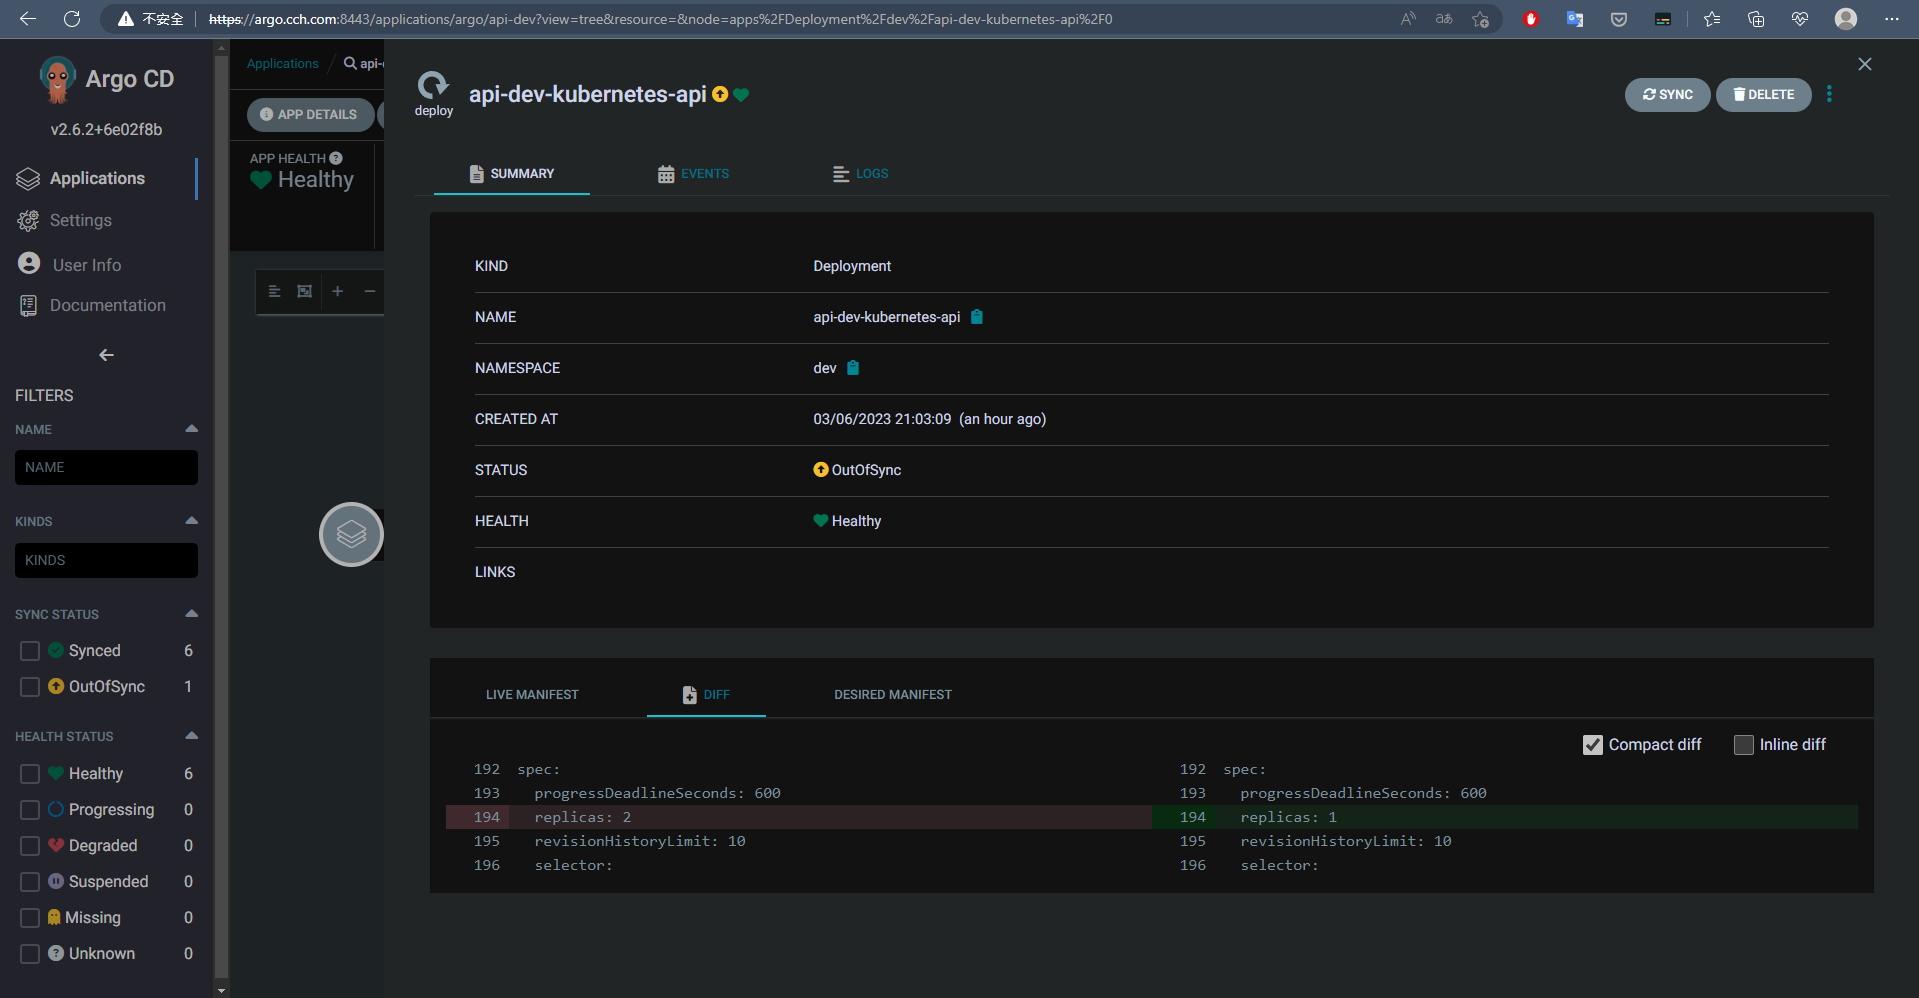 不安全
https://argo.cch.com:8443/applications/argo/api-dev?view=tree&resource=&node=apps%2FDeployment%2Fdev%2Fapi-dev-kubernetes-api%2F0
Argo CD
v2.6.2+6e02f8b
Applications
Settings
User Info
Documentation
FILTERS
NAME
NAME
KINDS
KINDS
SYNC STATUS
Synced 6
OutOfSync 1
HEALTH STATUS
Healthy 6
Progressing 0
Degraded 0
Suspended 0
Missing 0
Unknown 0
Applications / api-
APP DETAILS
APP HEALTH
Healthy
deploy
api-dev-kubernetes-api
SYNC
DELETE
SUMMARY
EVENTS
LOGS
KIND Deployment
NAME api-dev-kubernetes-api
NAMESPACE dev
CREATED AT 03/06/2023 21:03:09 (an hour ago)
STATUS OutOfSync
HEALTH Healthy
LINKS
LIVE MANIFEST
DIFF
DESIRED MANIFEST
Compact diff
Inline diff
192 spec: 192 spec:
193 progressDeadlineSeconds: 600 193 progressDeadlineSeconds: 600
194 replicas: 2 194 replicas: 1
195 revisionHistoryLimit: 10 195 revisionHistoryLimit: 10
196 selector: 196 selector: